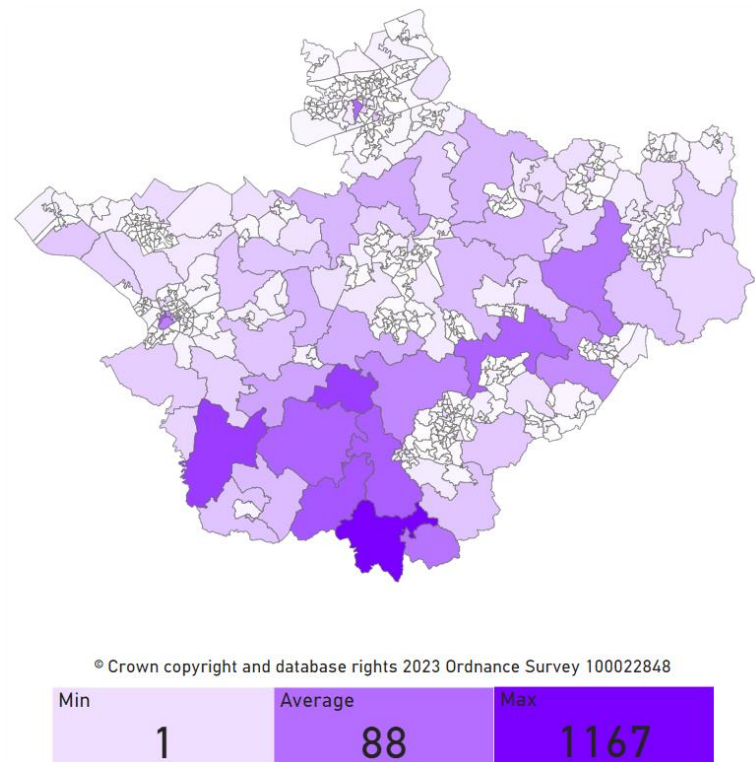 © Crown copyright and database rights 2023 Ordnance Survey 100022848
Min
Average
Max
1
88
1167